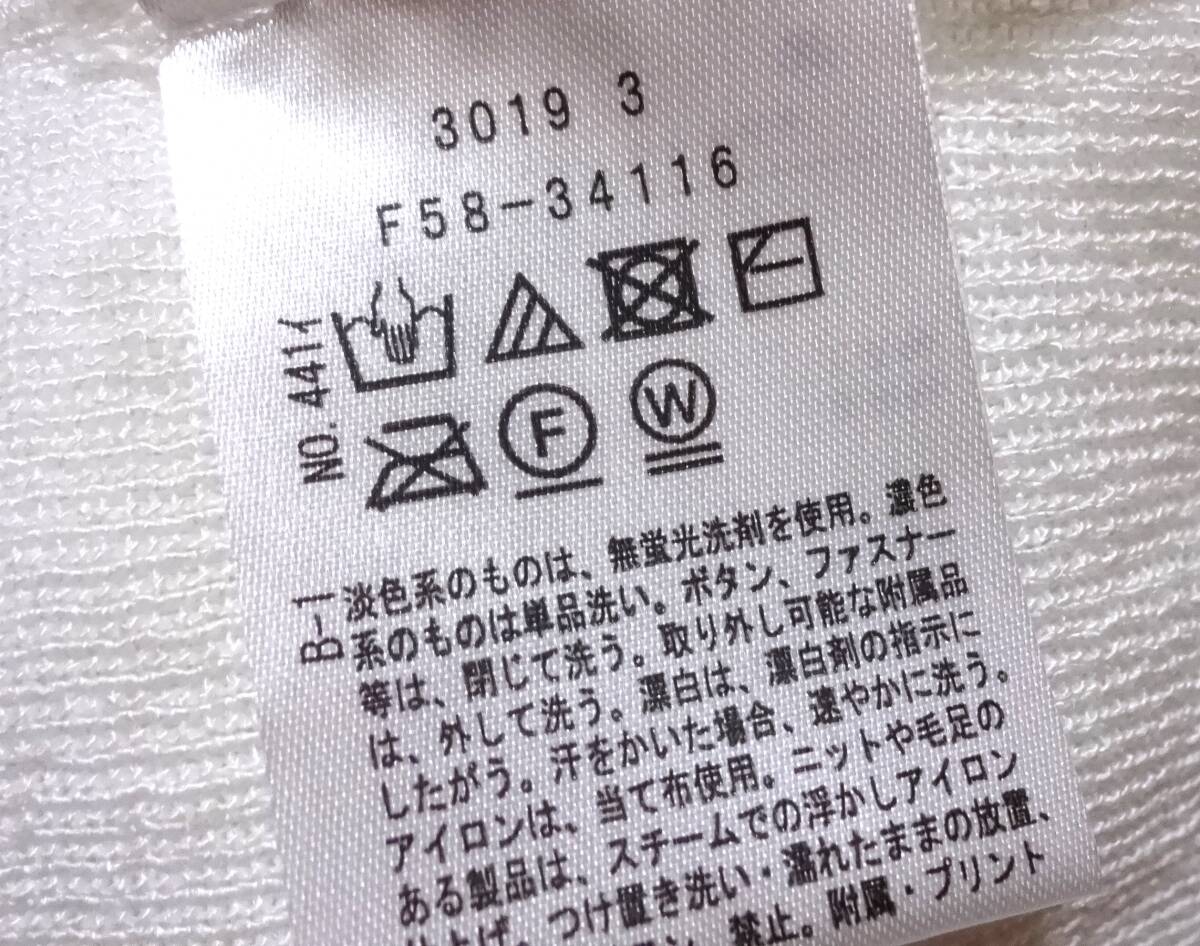 3019 3
F58-34116
NO. 4411
F
W
B-1
淡色系のものは、無蛍光洗剤を使用。濃色
系のものは単品洗い。ボタン、ファスナー
等は、閉じて洗う。取り外し可能な附属品
は、外して洗う。漂白は、漂白剤の指示に
したがう。汗をかいた場合、速やかに洗う。
アイロンは、当て布使用。ニットや毛足の
ある製品は、スチームでの浮かしアイロン
仕上げ。つけ置き洗い・濡れたままの放置、
禁止。附属・プリント